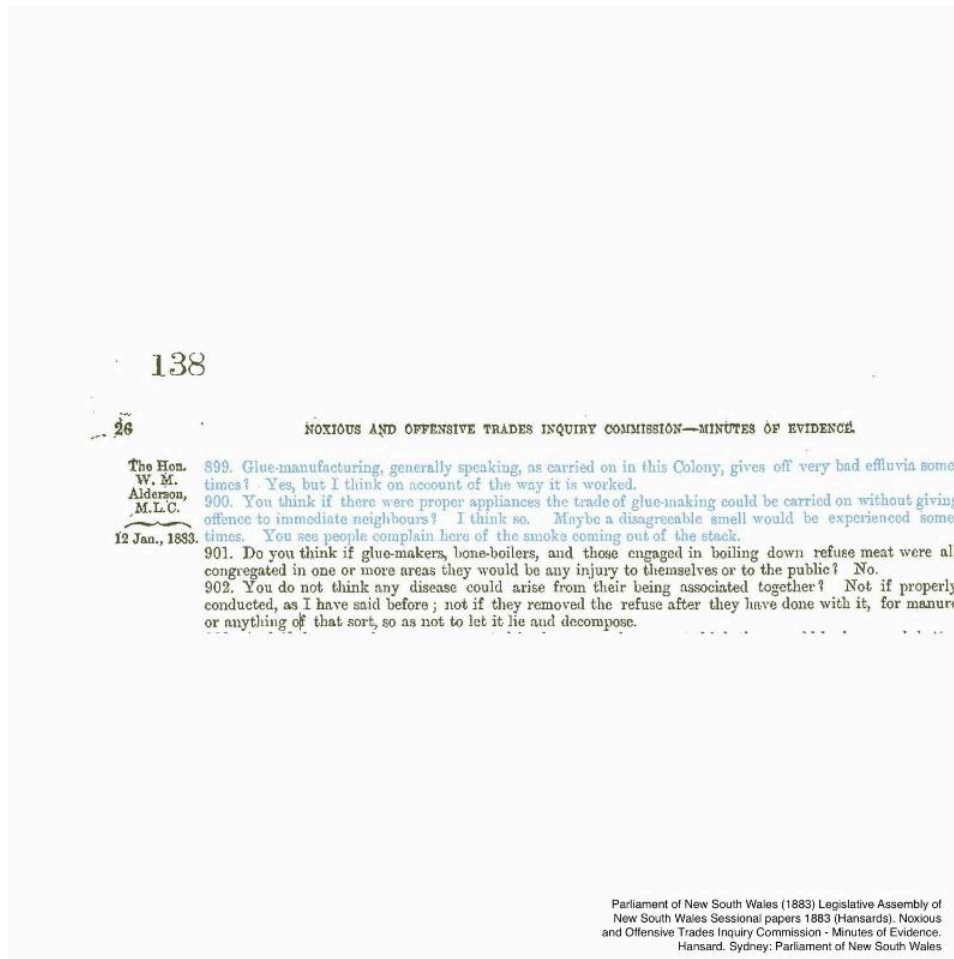 138
26 NOXIOUS AND OFFENSIVE TRADES INQUIRY COMMISSION—MINUTES OF EVIDENCE.
The Hon.
W. M.
Alderson,
M.L.C.
12 Jan., 1883.
899. Glue-manufacturing, generally speaking, as carried on in this Colony, gives off very bad effluvia some
times? Yes, but I think on account of the way it is worked.
900. You think if there were proper appliances the trade of glue-making could be carried on without giving
offence to immediate neighbours? I think so. Maybe a disagreeable smell would be experienced some
times. You see people complain here of the smoke coming out of the stack.
901. Do you think if glue-makers, bone-boilers, and those engaged in boiling down refuse meat were all
congregated in one or more areas they would be any injury to themselves or to the public? No.
902. You do not think any disease could arise from their being associated together? Not if properly
conducted, as I have said before; not if they removed the refuse after they have done with it, for manure
or anything of that sort, so as not to let it lie and decompose.
Parliament of New South Wales (1883) Legislative Assembly of
New South Wales Sessional papers 1883 (Hansards). Noxious
and Offensive Trades Inquiry Commission - Minutes of Evidence.
Hansard. Sydney: Parliament of New South Wales